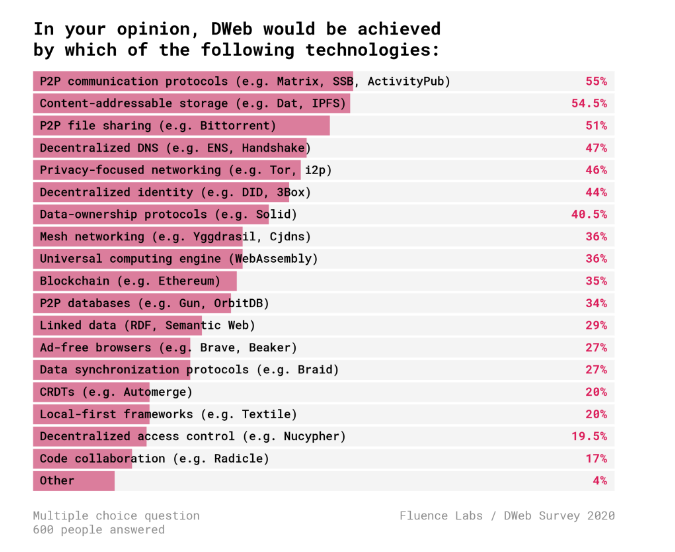 In your opinion, DWeb would be achieved
by which of the following technologies:
P2P communication protocols (e.g. Matrix, SSB, ActivityPub) 55%
Content-addressable storage (e.g. Dat, IPFS) 54.5%
P2P file sharing (e.g. Bittorrent) 51%
Decentralized DNS (e.g. ENS, Handshake) 47%
Privacy-focused networking (e.g. Tor, i2p) 46%
Decentralized identity (e.g. DID, 3Box) 44%
Data-ownership protocols (e.g. Solid) 40.5%
Mesh networking (e.g. Yggdrasil, Cjdns) 36%
Universal computing engine (WebAssembly) 36%
Blockchain (e.g. Ethereum) 35%
P2P databases (e.g. Gun, OrbitDB) 34%
Linked data (RDF, Semantic Web) 29%
Ad-free browsers (e.g. Brave, Beaker) 27%
Data synchronization protocols (e.g. Braid) 27%
CRDTs (e.g. Automerge) 20%
Local-first frameworks (e.g. Textile) 20%
Decentralized access control (e.g. Nucypher) 19.5%
Code collaboration (e.g. Radicle) 17%
Other 4%
Multiple choice question
600 people answered
Fluence Labs / DWeb Survey 2020